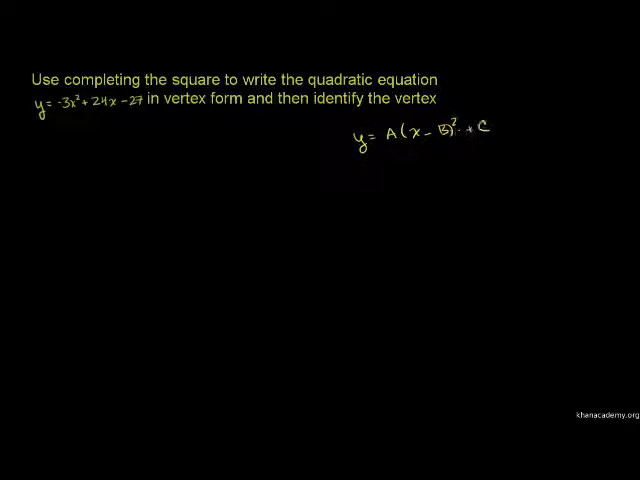 Use completing the square to write the quadratic equation
y = -3x² + 24x - 27 in vertex form and then identify the vertex
y = A(x - B)² + C
khanacademy.org